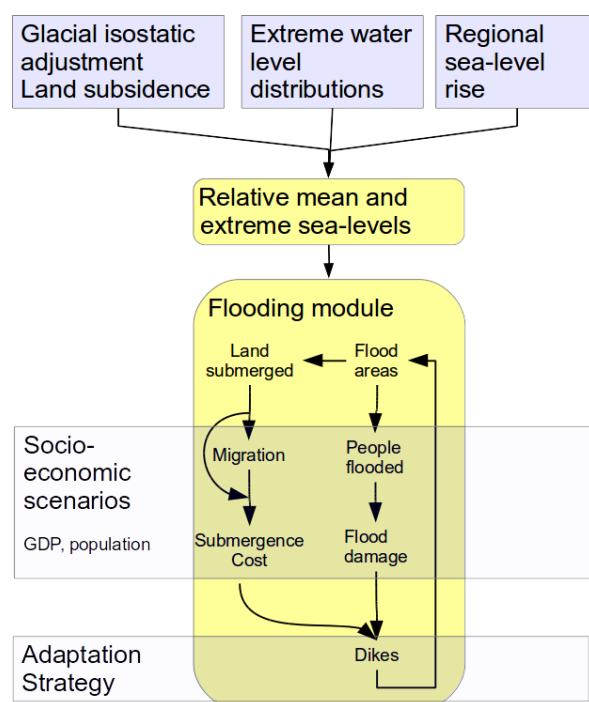 Glacial isostatic
adjustment
Land subsidence
Extreme water
level
distributions
Regional
sea-level
rise
Relative mean and
extreme sea-levels
Flooding module
Land
submerged
Flood
areas
Socio-
economic
scenarios
GDP, population
Migration
People
flooded
Submergence
Cost
Flood
damage
Adaptation
Strategy
Dikes